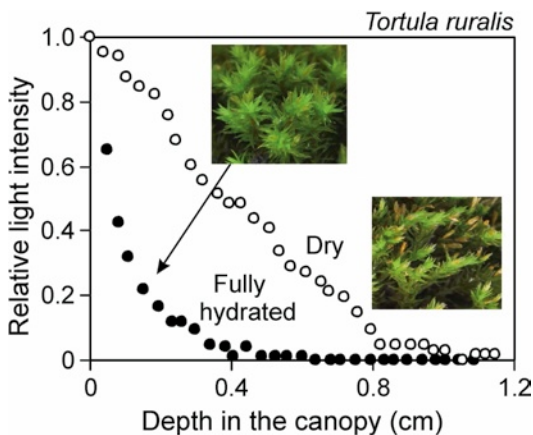 Tortula ruralis
1.0
0.8
0.6
0.4
0.2
0
Relative light intensity
Dry
Fully
hydrated
0
0.4
0.8
1.2
Depth in the canopy (cm)